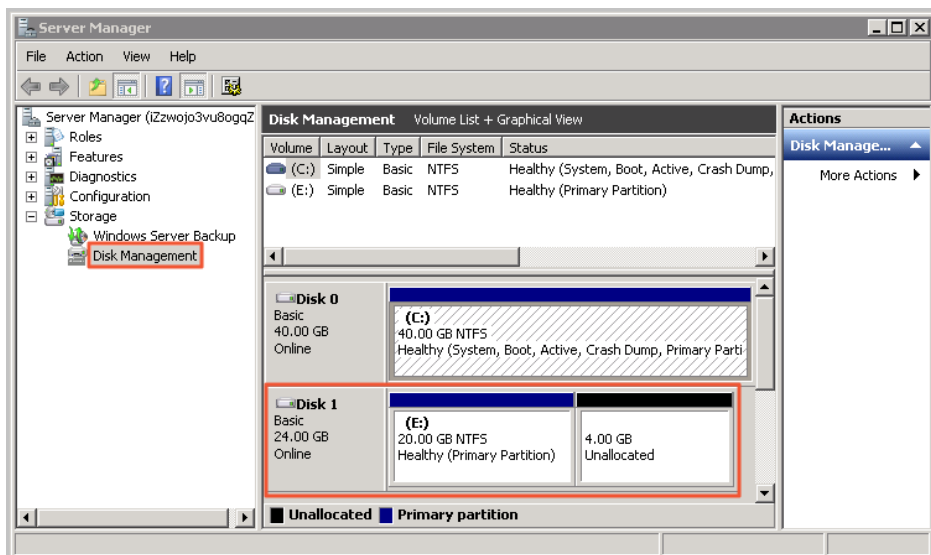 Server Manager
File Action View Help
Server Manager (iZzwojo3vu8ogqZ
Roles
Features
Diagnostics
Configuration
Storage
Windows Server Backup
Disk Management
Disk Management Volume List + Graphical View
Volume Layout Type File System Status
(C:) Simple Basic NTFS Healthy (System, Boot, Active, Crash Dump,
(E:) Simple Basic NTFS Healthy (Primary Partition)
Disk 0
Basic
40.00 GB
Online
(C:)
40.00 GB NTFS
Healthy (System, Boot, Active, Crash Dump, Primary Parti
Disk 1
Basic
24.00 GB
Online
(E:)
20.00 GB NTFS
Healthy (Primary Partition)
4.00 GB
Unallocated
Unallocated Primary partition
Actions
Disk Manage...
More Actions